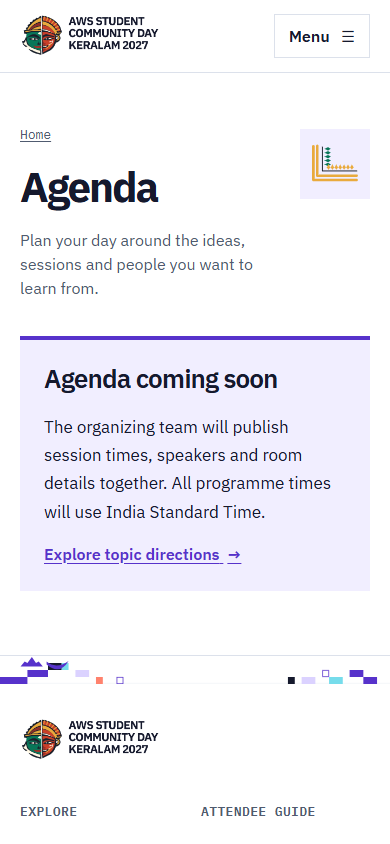 AWS STUDENT
COMMUNITY DAY
KERALAM 2027
Menu ☰
Home
Agenda
Plan your day around the ideas,
sessions and people you want to
learn from.
Agenda coming soon
The organizing team will publish
session times, speakers and room
details together. All programme times
will use India Standard Time.
Explore topic directions →
AWS STUDENT
COMMUNITY DAY
KERALAM 2027
EXPLORE
ATTENDEE GUIDE